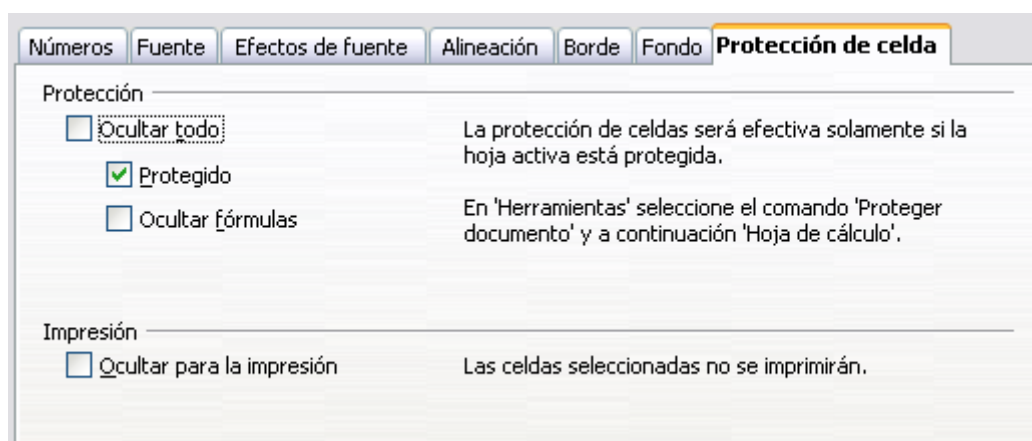 Números Fuente Efectos de fuente Alineación Borde Fondo Protección de celda
Protección
Ocultar todo
La protección de celdas será efectiva solamente si la
hoja activa está protegida.
Protegido
Ocultar fórmulas
En 'Herramientas' seleccione el comando 'Proteger
documento' y a continuación 'Hoja de cálculo'.
Impresión
Ocultar para la impresión
Las celdas seleccionadas no se imprimirán.